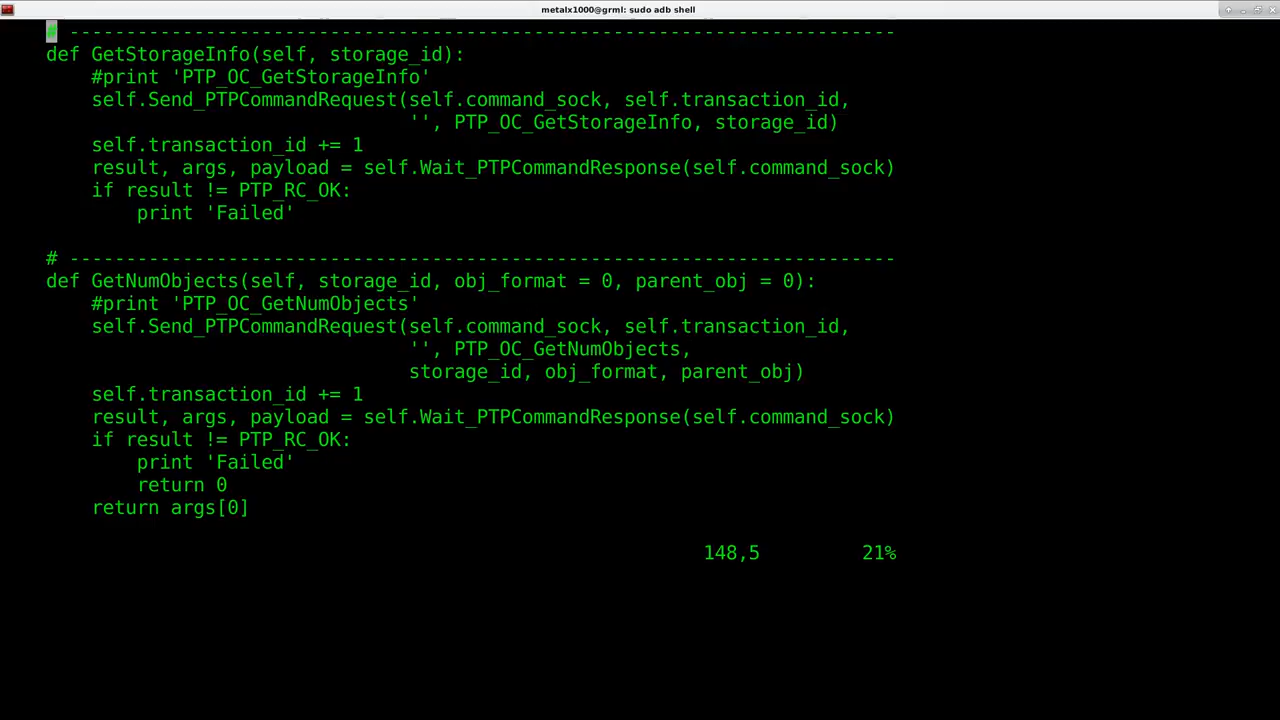 metalx1000@grml: sudo adb shell
# -------------------------------------------------------------------------
def GetStorageInfo(self, storage_id):
    #print 'PTP_OC_GetStorageInfo'
    self.Send_PTPCommandRequest(self.command_sock, self.transaction_id,
                                '', PTP_OC_GetStorageInfo, storage_id)
    self.transaction_id += 1
    result, args, payload = self.Wait_PTPCommandResponse(self.command_sock)
    if result != PTP_RC_OK:
        print 'Failed'
# -------------------------------------------------------------------------
def GetNumObjects(self, storage_id, obj_format = 0, parent_obj = 0):
    #print 'PTP_OC_GetNumObjects'
    self.Send_PTPCommandRequest(self.command_sock, self.transaction_id,
                                '', PTP_OC_GetNumObjects,
                                storage_id, obj_format, parent_obj)
    self.transaction_id += 1
    result, args, payload = self.Wait_PTPCommandResponse(self.command_sock)
    if result != PTP_RC_OK:
        print 'Failed'
        return 0
    return args[0]
148,5         21%